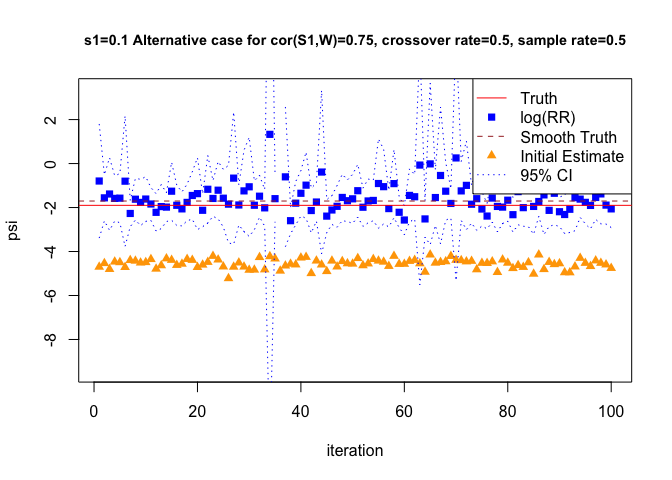 s1=0.1 Alternative case for cor(S1,W)=0.75, crossover rate=0.5, sample rate=0.5
Truth
log(RR)
Smooth Truth
Initial Estimate
95% CI
psi
2
0
-2
-4
-6
-8
0 20 40 60 80 100
iteration